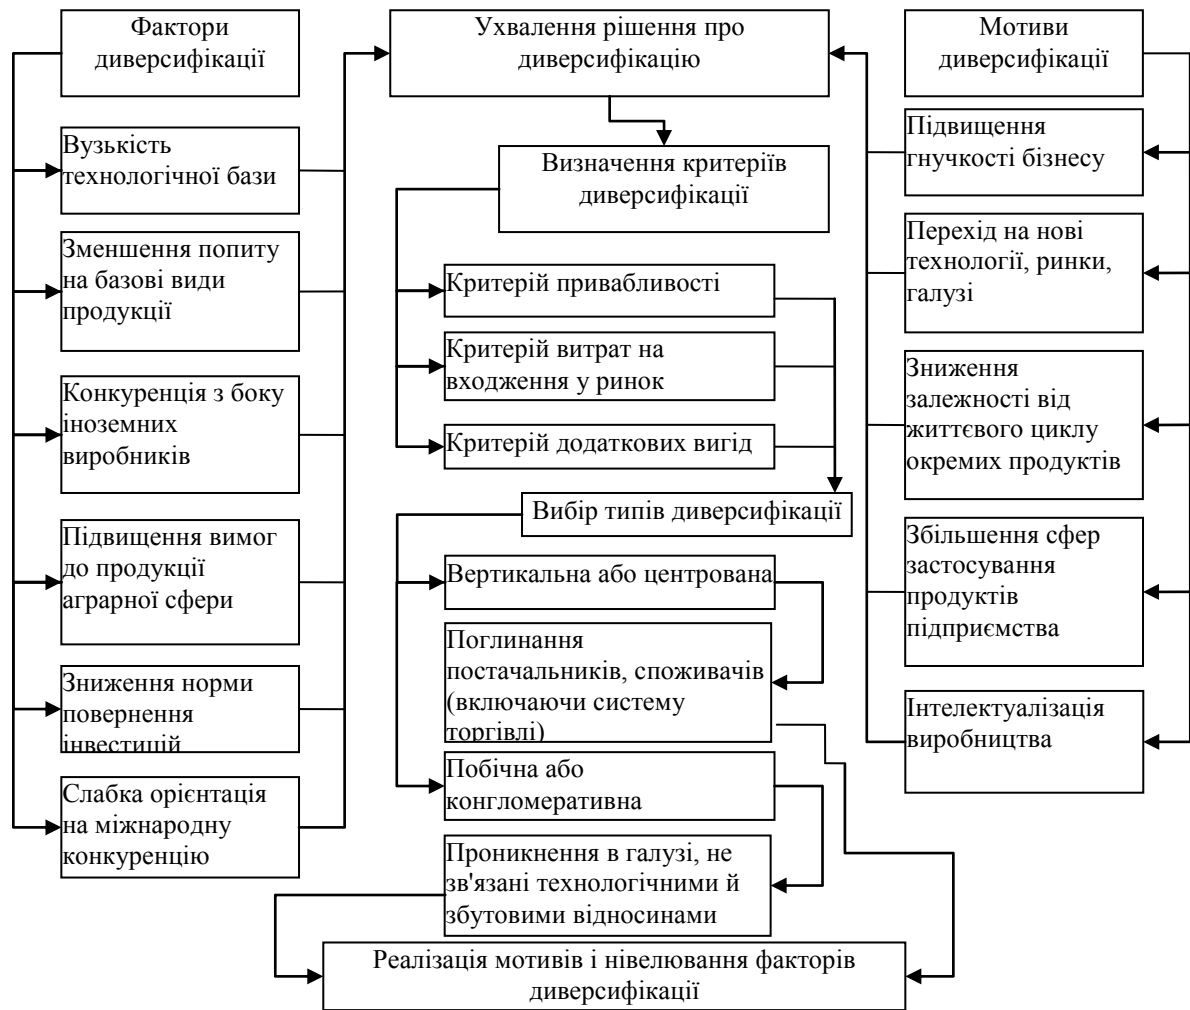 Фактори
диверсифікації
Вузькість
технологічної бази
Зменшення попиту
на базові види
продукції
Конкуренція з боку
іноземних
виробників
Підвищення вимог
до продукції
аграрної сфери
Зниження норми
повернення
інвестицій
Слабка орієнтація
на міжнародну
конкуренцію
Ухвалення рішення про
диверсифікацію
Визначення критеріїв
диверсифікації
Критерій привабливості
Критерій витрат на
входження у ринок
Критерій додаткових вигід
Вибір типів диверсифікації
Вертикальна або центрована
Поглинання
постачальників, споживачів
(включаючи систему
торгівлі)
Побічна або
конгломеративна
Проникнення в галузі, не
зв'язані технологічними й
збутовими відносинами
Реалізація мотивів і нівелювання факторів
диверсифікації
Мотиви
диверсифікації
Підвищення
гнучкості бізнесу
Перехід на нові
технології, ринки,
галузі
Зниження
залежності від
життєвого циклу
окремих продуктів
Збільшення сфер
застосування
продуктів
підприємства
Інтелектуалізація
виробництва